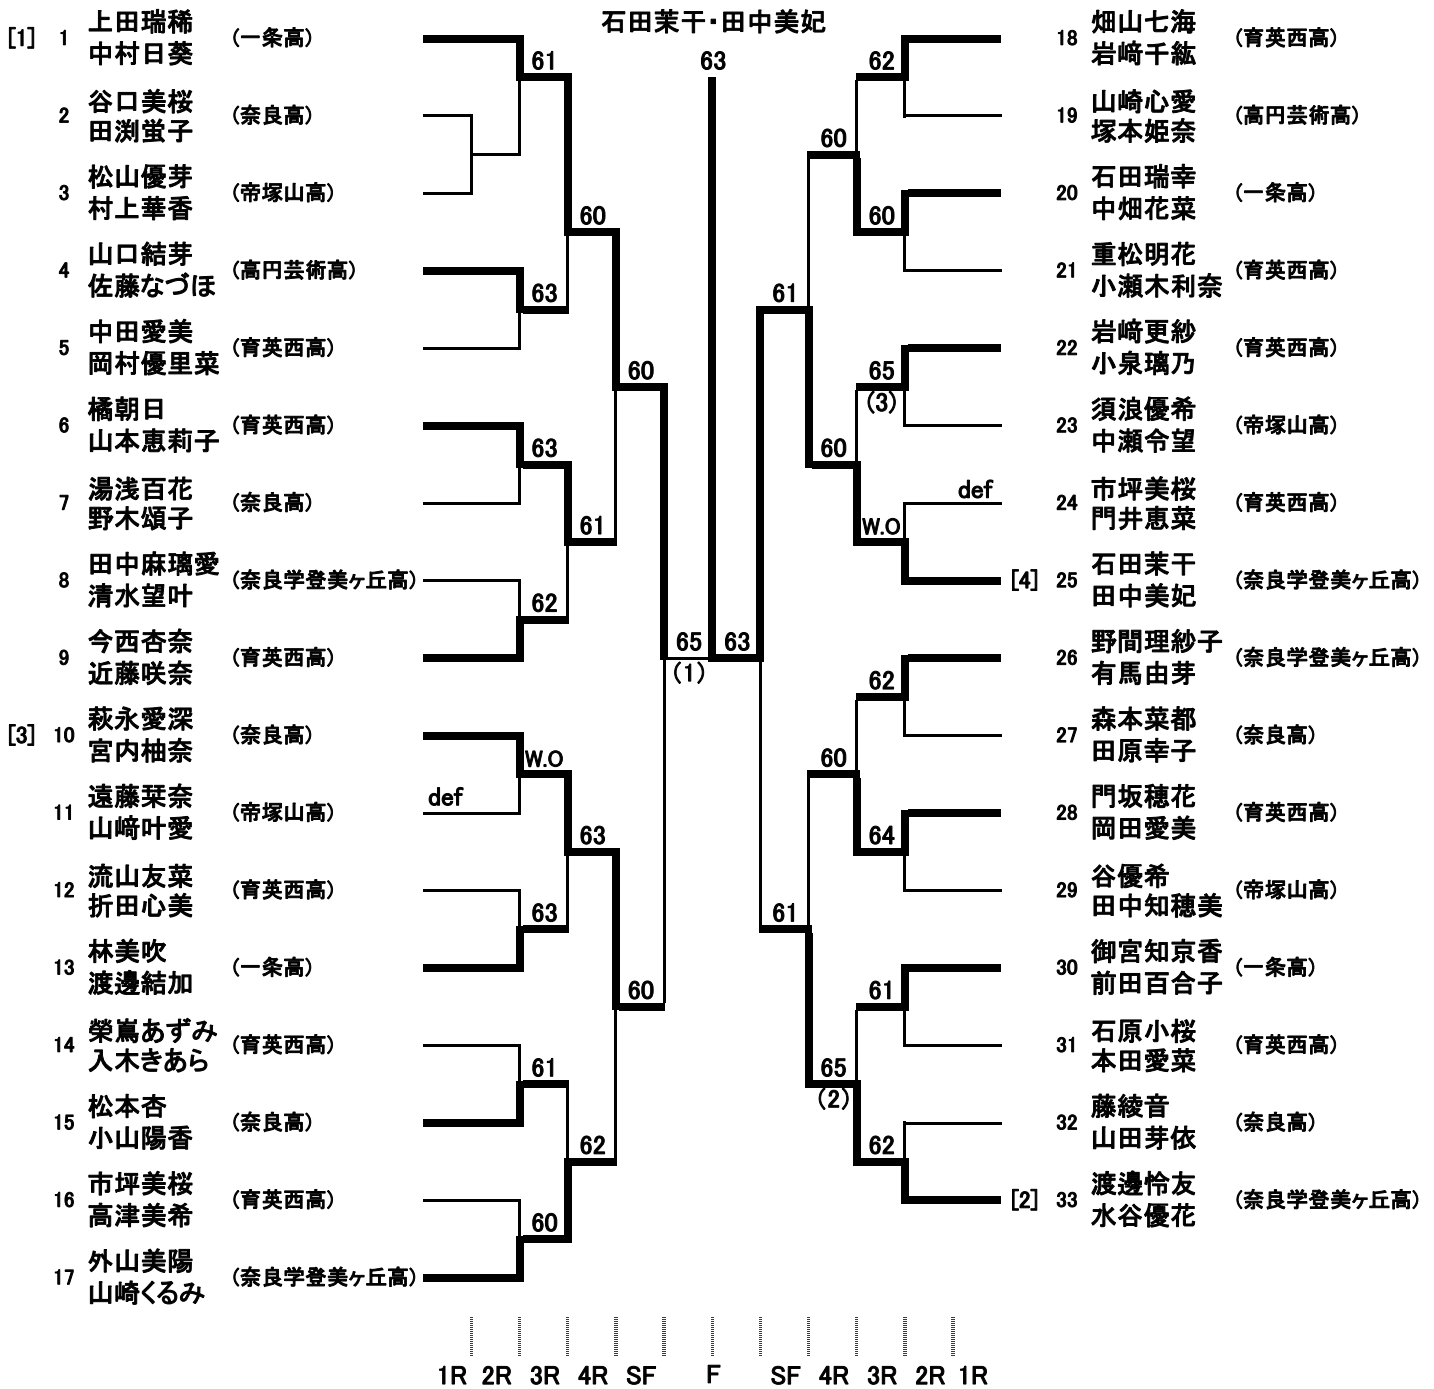 石田茉干・田中美妃
63
[1] 1 上田瑞稀 (一条高)
中村日葵
2 谷口美桜 (奈良高)
田渕蛍子
3 松山優芽 (帝塚山高)
村上華香
4 山口結芽 (高円芸術高)
佐藤なづほ
5 中田愛美 (育英西高)
岡村優里菜
6 橘朝日 (育英西高)
山本恵莉子
7 湯浅百花 (奈良高)
野木頌子
8 田中麻璃愛 (奈良学登美ヶ丘高)
清水望叶
9 今西杏奈 (育英西高)
近藤咲奈
[3] 10 萩永愛深 (奈良高)
宮内柚奈
11 遠藤栞奈 (帝塚山高) def
山﨑叶愛
12 流山友菜 (育英西高)
折田心美
13 林美吹 (一条高)
渡邊結加
14 榮嶌あずみ (育英西高)
入木きあら
15 松本杏 (奈良高)
小山陽香
16 市坪美桜 (育英西高)
高津美希
17 外山美陽 (奈良学登美ヶ丘高)
山崎くるみ
61
63
63
62
W.O
63
61
60
60
61
63
62
60
60
65
(1)
63
61
61
60
60
60
65
(2)
62
60
65
(3)
W.O
62
64
61
62
18 畑山七海 (育英西高)
岩﨑千紘
19 山崎心愛 (高円芸術高)
塚本姫奈
20 石田瑞幸 (一条高)
中畑花菜
21 重松明花 (育英西高)
小瀬木利奈
22 岩﨑更紗 (育英西高)
小泉璃乃
23 須浪優希 (帝塚山高)
中瀬令望
def 24 市坪美桜 (育英西高)
門井恵菜
[4] 25 石田茉干 (奈良学登美ヶ丘高)
田中美妃
26 野間理紗子 (奈良学登美ヶ丘高)
有馬由芽
27 森本菜都 (奈良高)
田原幸子
28 門坂穂花 (育英西高)
岡田愛美
29 谷優希 (帝塚山高)
田中知穂美
30 御宮知京香 (一条高)
前田百合子
31 石原小桜 (育英西高)
本田愛菜
32 藤綾音 (奈良高)
山田芽依
[2] 33 渡邊怜友 (奈良学登美ヶ丘高)
水谷優花
1R 2R 3R 4R SF F SF 4R 3R 2R 1R